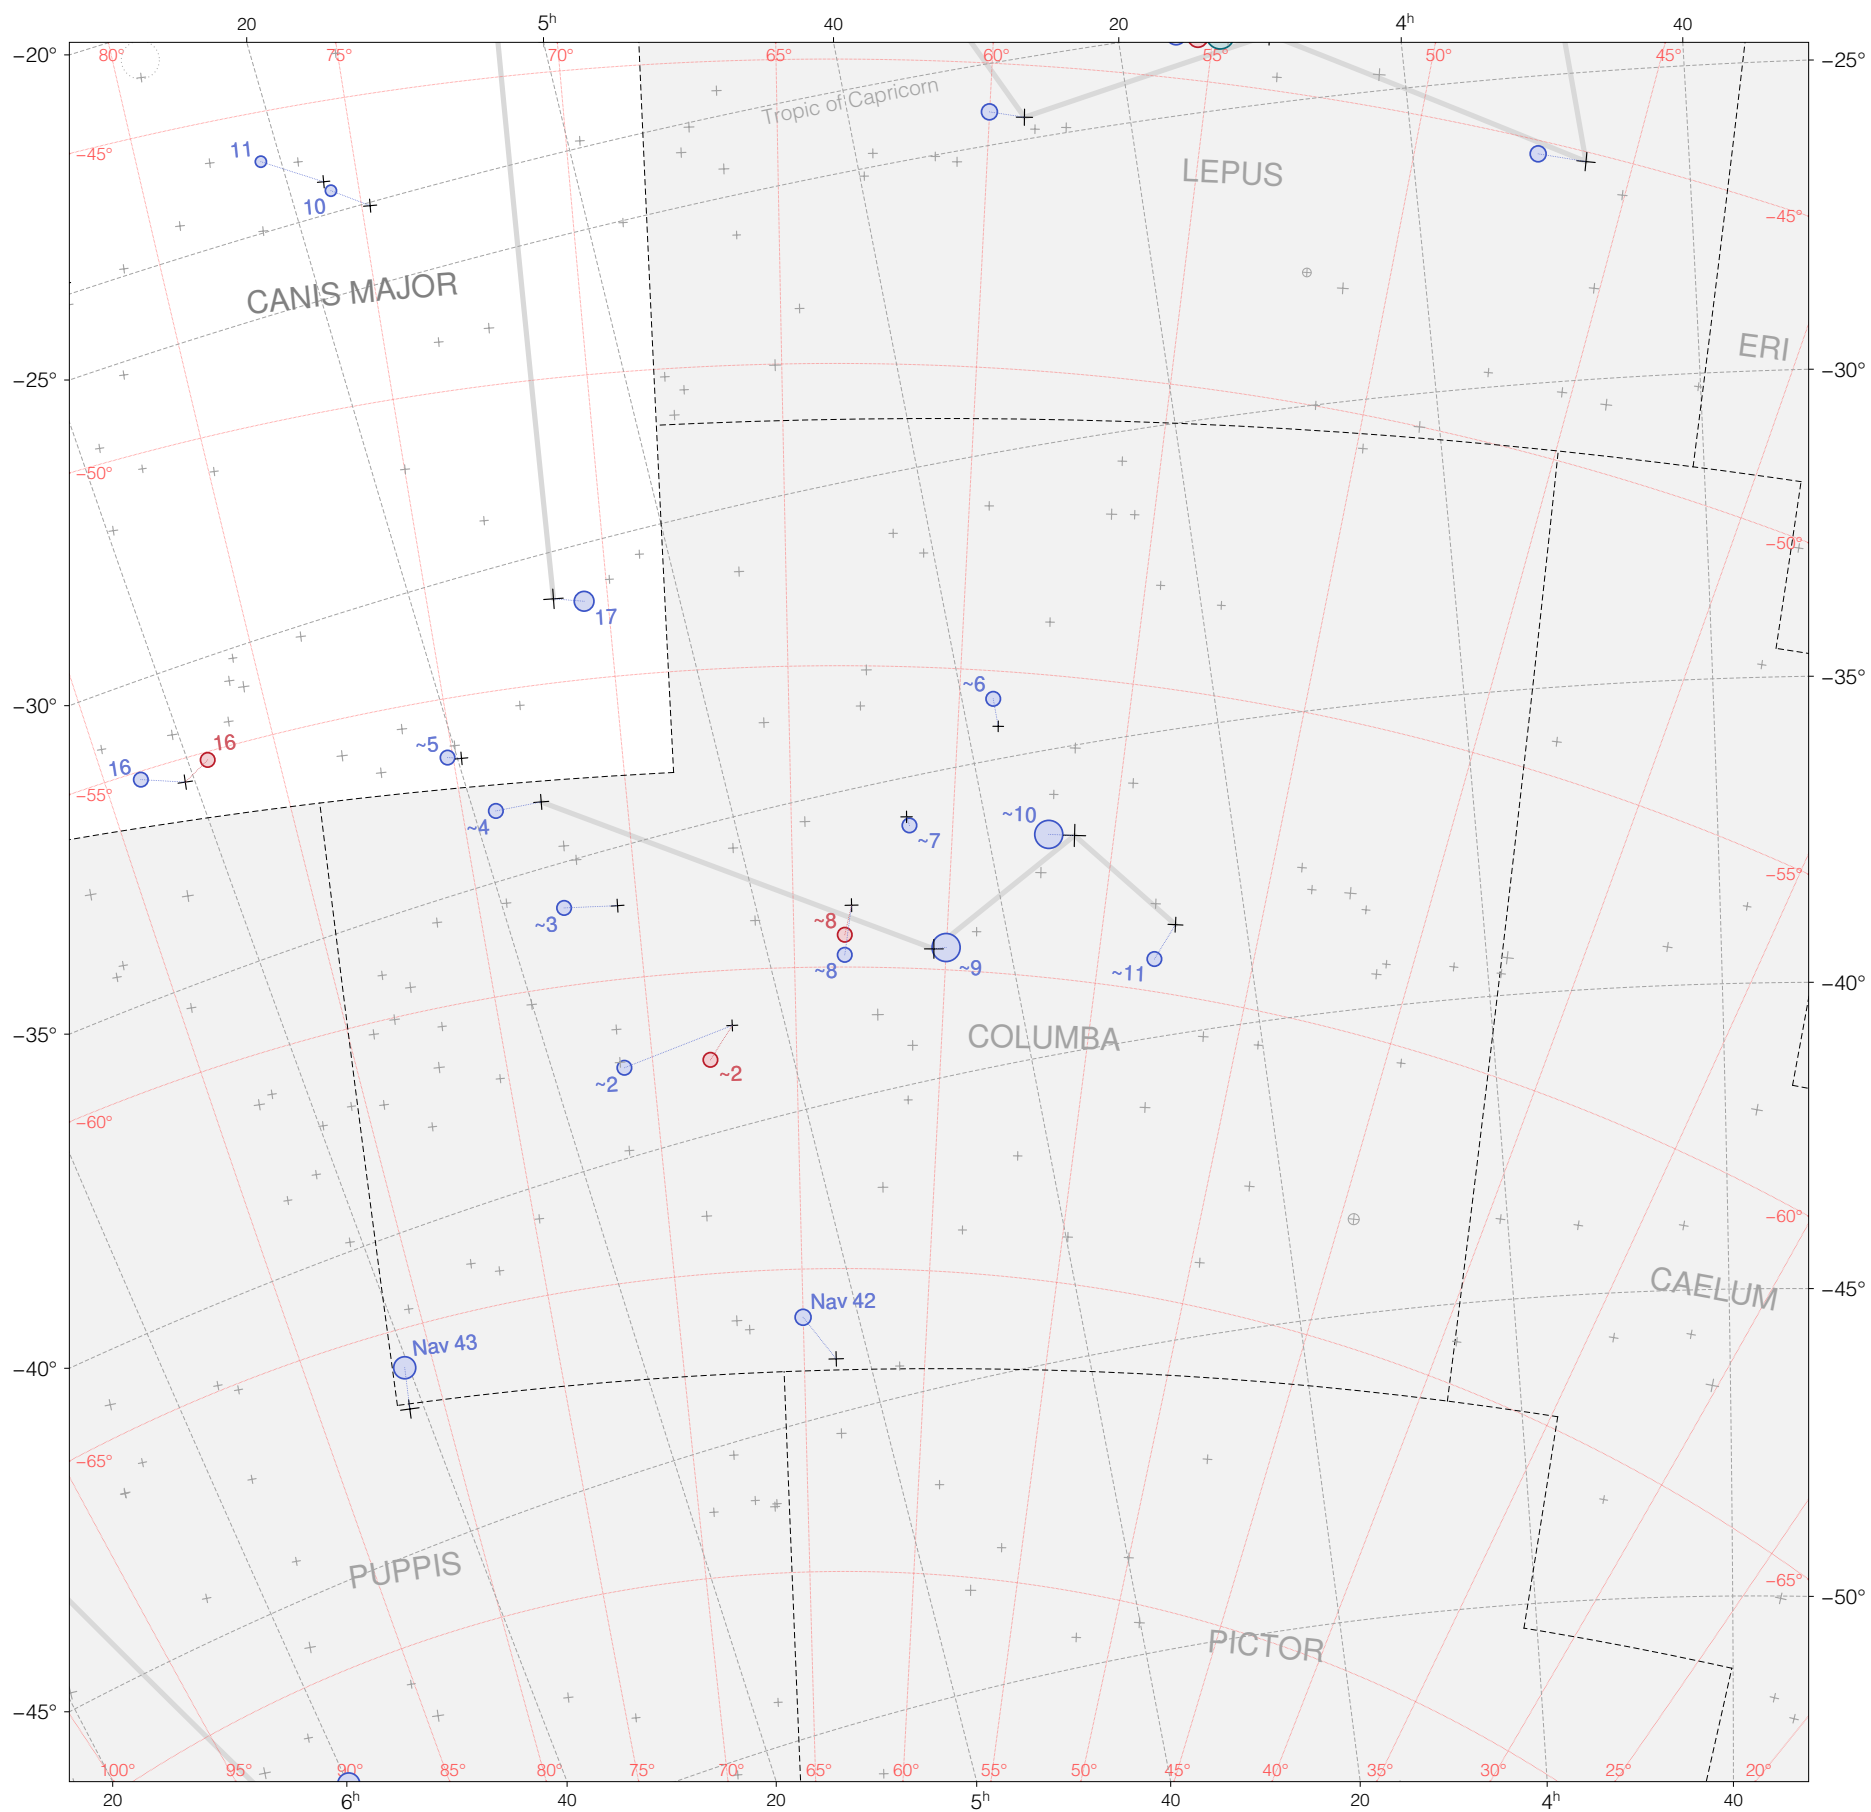 20 5h 40 20 4h 40
−20° 80° 75° 70° 65° 60° 55° 50° 45° −25°
Tropic of Capricorn
−45° 11
LEPUS
10
−45°
CANIS MAJOR
ERI
−25° −30°
−50°
−50°
17
−35°
~6
−30°
16 ~5
16
−55°
~4 ~7 ~10
−55°
~3 ~8
~8 ~9 ~11
−40°
−35°
COLUMBA
~2 ~2
−60°
−60°
CAELUM
−45°
Nav 42
Nav 43
−40°
−65°
PUPPIS
−65°
−50°
PICTOR
−45°
100° 95° 90° 85° 80° 75° 70° 65° 60° 55° 50° 45° 40° 35° 30° 25° 20°
20 6h 40 20 5h 40 20 4h 40